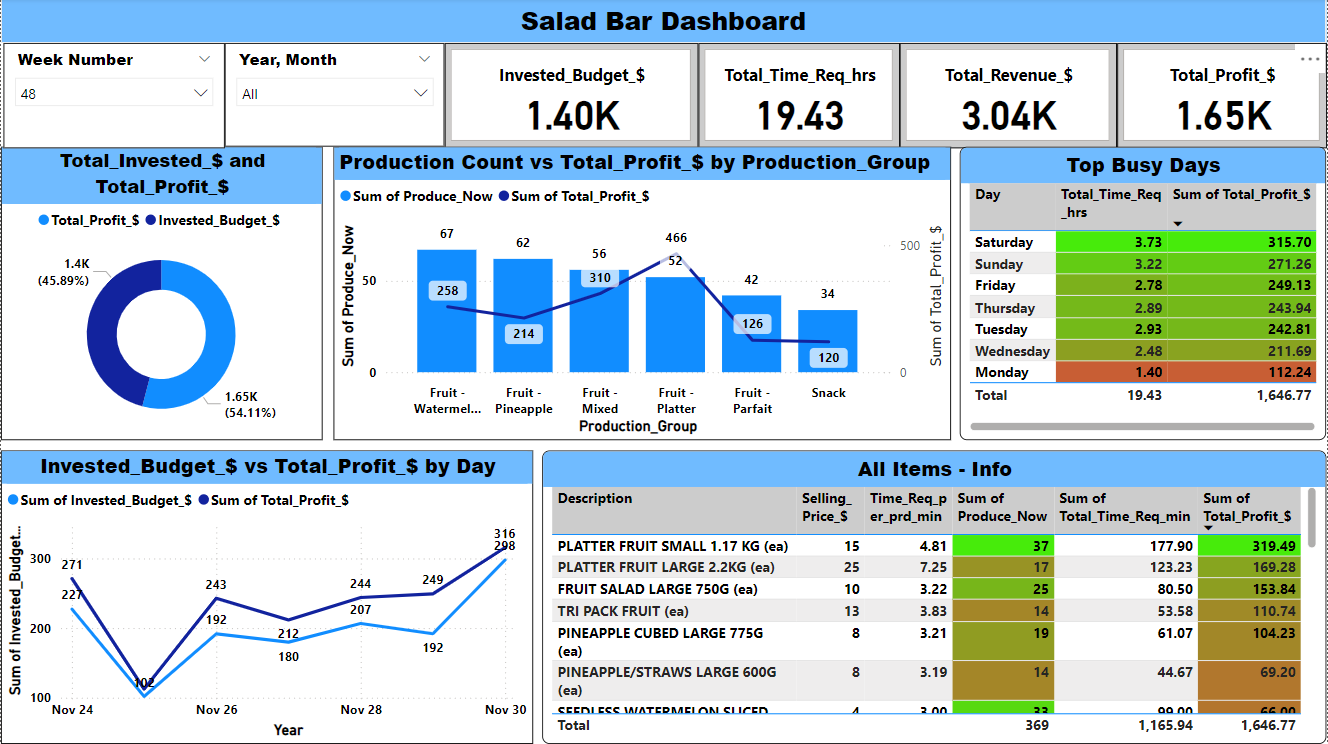 Salad Bar Dashboard
Week Number
48
Year, Month
All
Invested_Budget_$
1.40K
Total_Time_Req_hrs
19.43
Total_Revenue_$
3.04K
Total_Profit_$
1.65K
Total_Invested_$ and
Total_Profit_$
Total_Profit_$ Invested_Budget_$
1.4K
(45.89%)
1.65K
(54.11%)
Production Count vs Total_Profit_$ by Production_Group
Sum of Produce_Now Sum of Total_Profit_$
Sum of Produce_Now
50
0
67
62
56
466
52
42
34
258
214
310
126
120
500
0
Sum of Total_Profit_$
Fruit -
Watermel...
Fruit -
Pineapple
Fruit -
Mixed
Fruit -
Platter
Fruit -
Parfait
Snack
Production_Group
Top Busy Days
Day Total_Time_Req Sum of Total_Profit_$
_hrs
Saturday 3.73 315.70
Sunday 3.22 271.26
Friday 2.78 249.13
Thursday 2.89 243.94
Tuesday 2.93 242.81
Wednesday 2.48 211.69
Monday 1.40 112.24
Total 19.43 1,646.77
Invested_Budget_$ vs Total_Profit_$ by Day
Sum of Invested_Budget_$ Sum of Total_Profit_$
Sum of Invested_Budget...
300
200
100
271
227
102
243
192
212
180
244
207
249
192
316
298
Nov 24 Nov 26 Nov 28 Nov 30
Year
All Items - Info
Description Selling_ Time_Req_p Sum of Sum of Sum of
Price_$ er_prd_min Produce_Now Total_Time_Req_min Total_Profit_$
PLATTER FRUIT SMALL 1.17 KG (ea) 15 4.81 37 177.90 319.49
PLATTER FRUIT LARGE 2.2KG (ea) 25 7.25 17 123.23 169.28
FRUIT SALAD LARGE 750G (ea) 10 3.22 25 80.50 153.84
TRI PACK FRUIT (ea) 13 3.83 14 53.58 110.74
PINEAPPLE CUBED LARGE 775G 8 3.21 19 61.07 104.23
(ea)
PINEAPPLE/STRAWS LARGE 600G 8 3.19 14 44.67 69.20
(ea)
SEEDLESS WATERMELON SLICED 4 3.00 33 99.00 66.00
Total 369 1,165.94 1,646.77